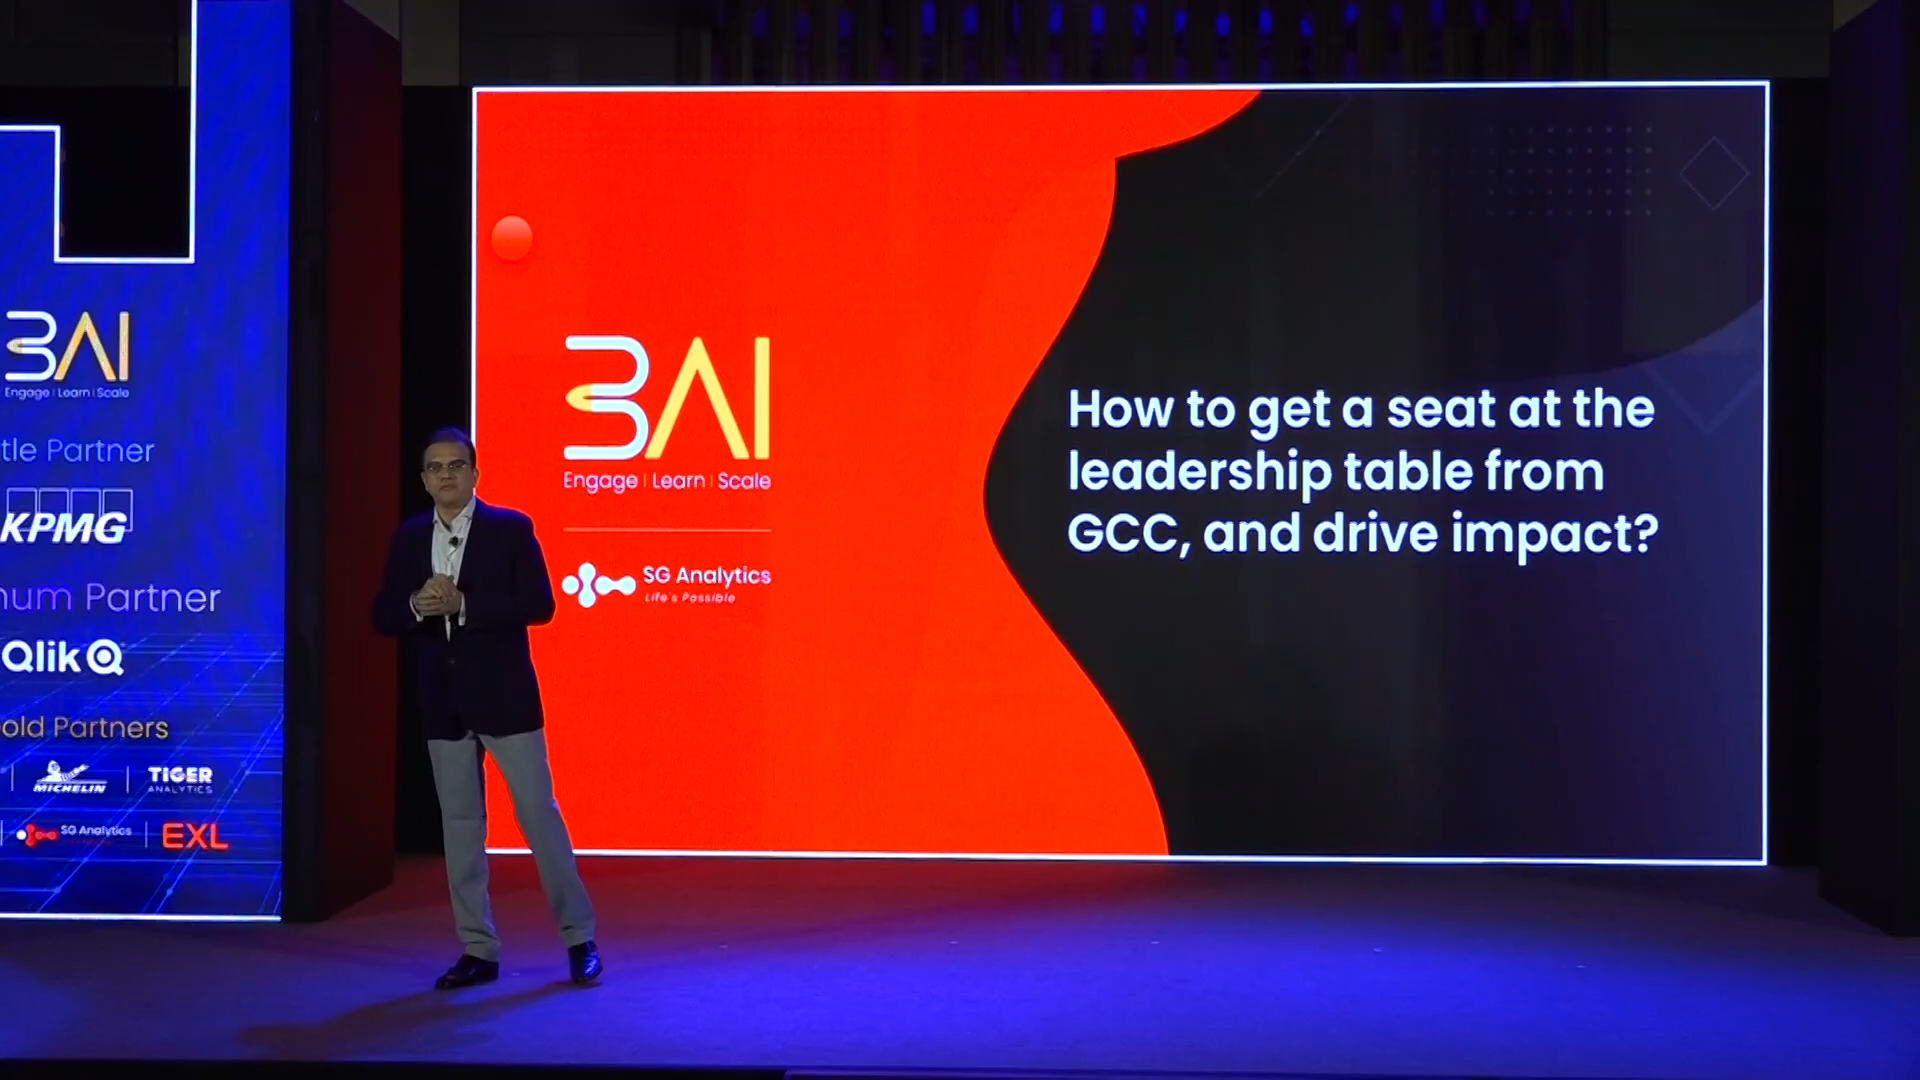 3AI
Engage | Learn | Scale
tle Partner
KPMG
num Partner
Qlik
old Partners
MICHELIN
TIGER
ANALYTICS
SG Analytics
EXL
3AI
Engage | Learn | Scale
SG Analytics
Life's Possible
How to get a seat at the
leadership table from
GCC, and drive impact?